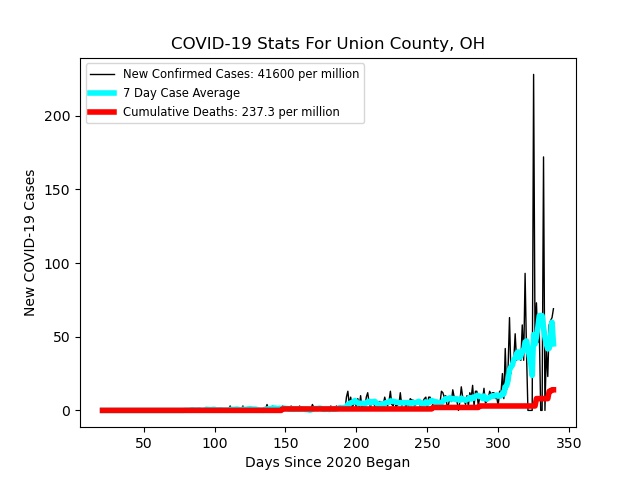 COVID-19 Stats For Union County, OH
New Confirmed Cases: 41600 per million
7 Day Case Average
Cumulative Deaths: 237.3 per million
New COVID-19 Cases
200
150
100
50
0
50 100 150 200 250 300 350
Days Since 2020 Began